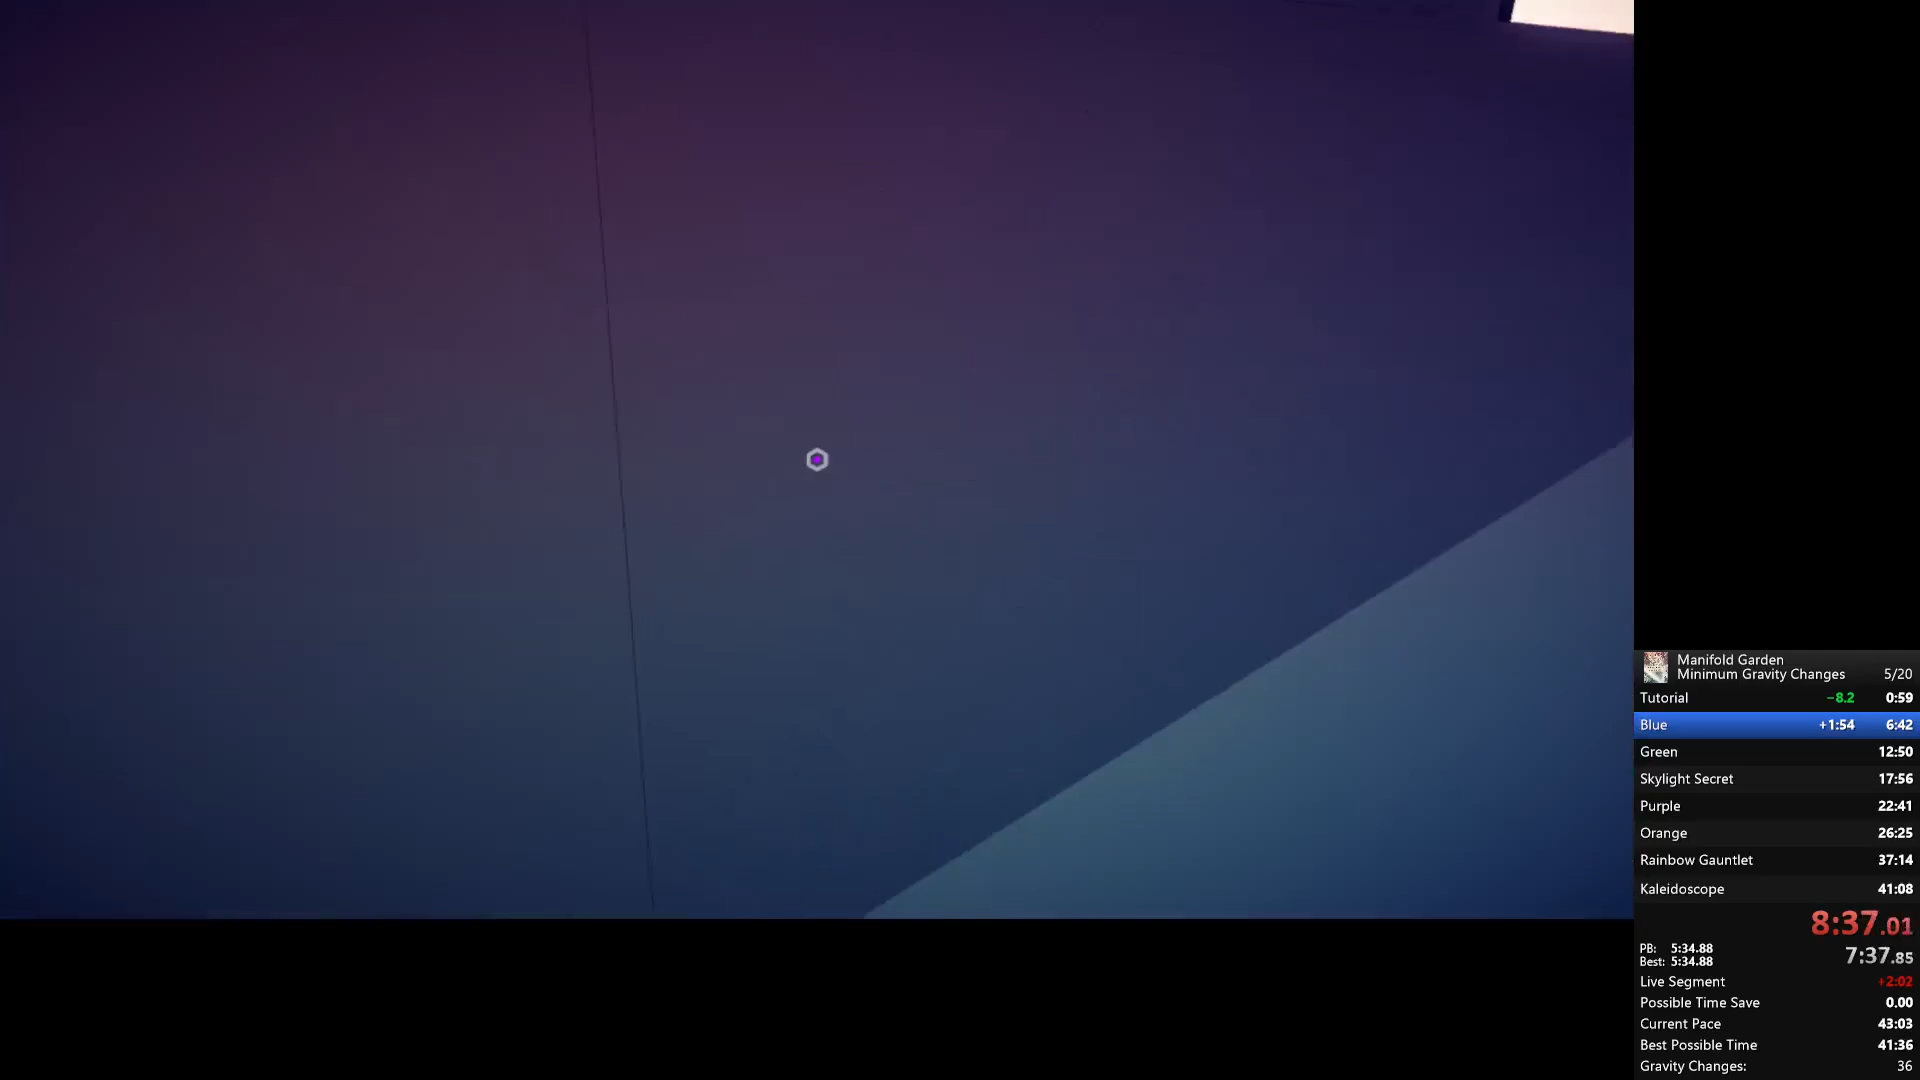 Manifold Garden
Minimum Gravity Changes 5/20
Tutorial −8.2 0:59
Blue +1:54 6:42
Green 12:50
Skylight Secret 17:56
Purple 22:41
Orange 26:25
Rainbow Gauntlet 37:14
Kaleidoscope 41:08
8:37.01
PB: 5:34.88
7:37.85
Best: 5:34.88
Live Segment +2:02
Possible Time Save 0.00
Current Pace 43:03
Best Possible Time 41:36
Gravity Changes: 36